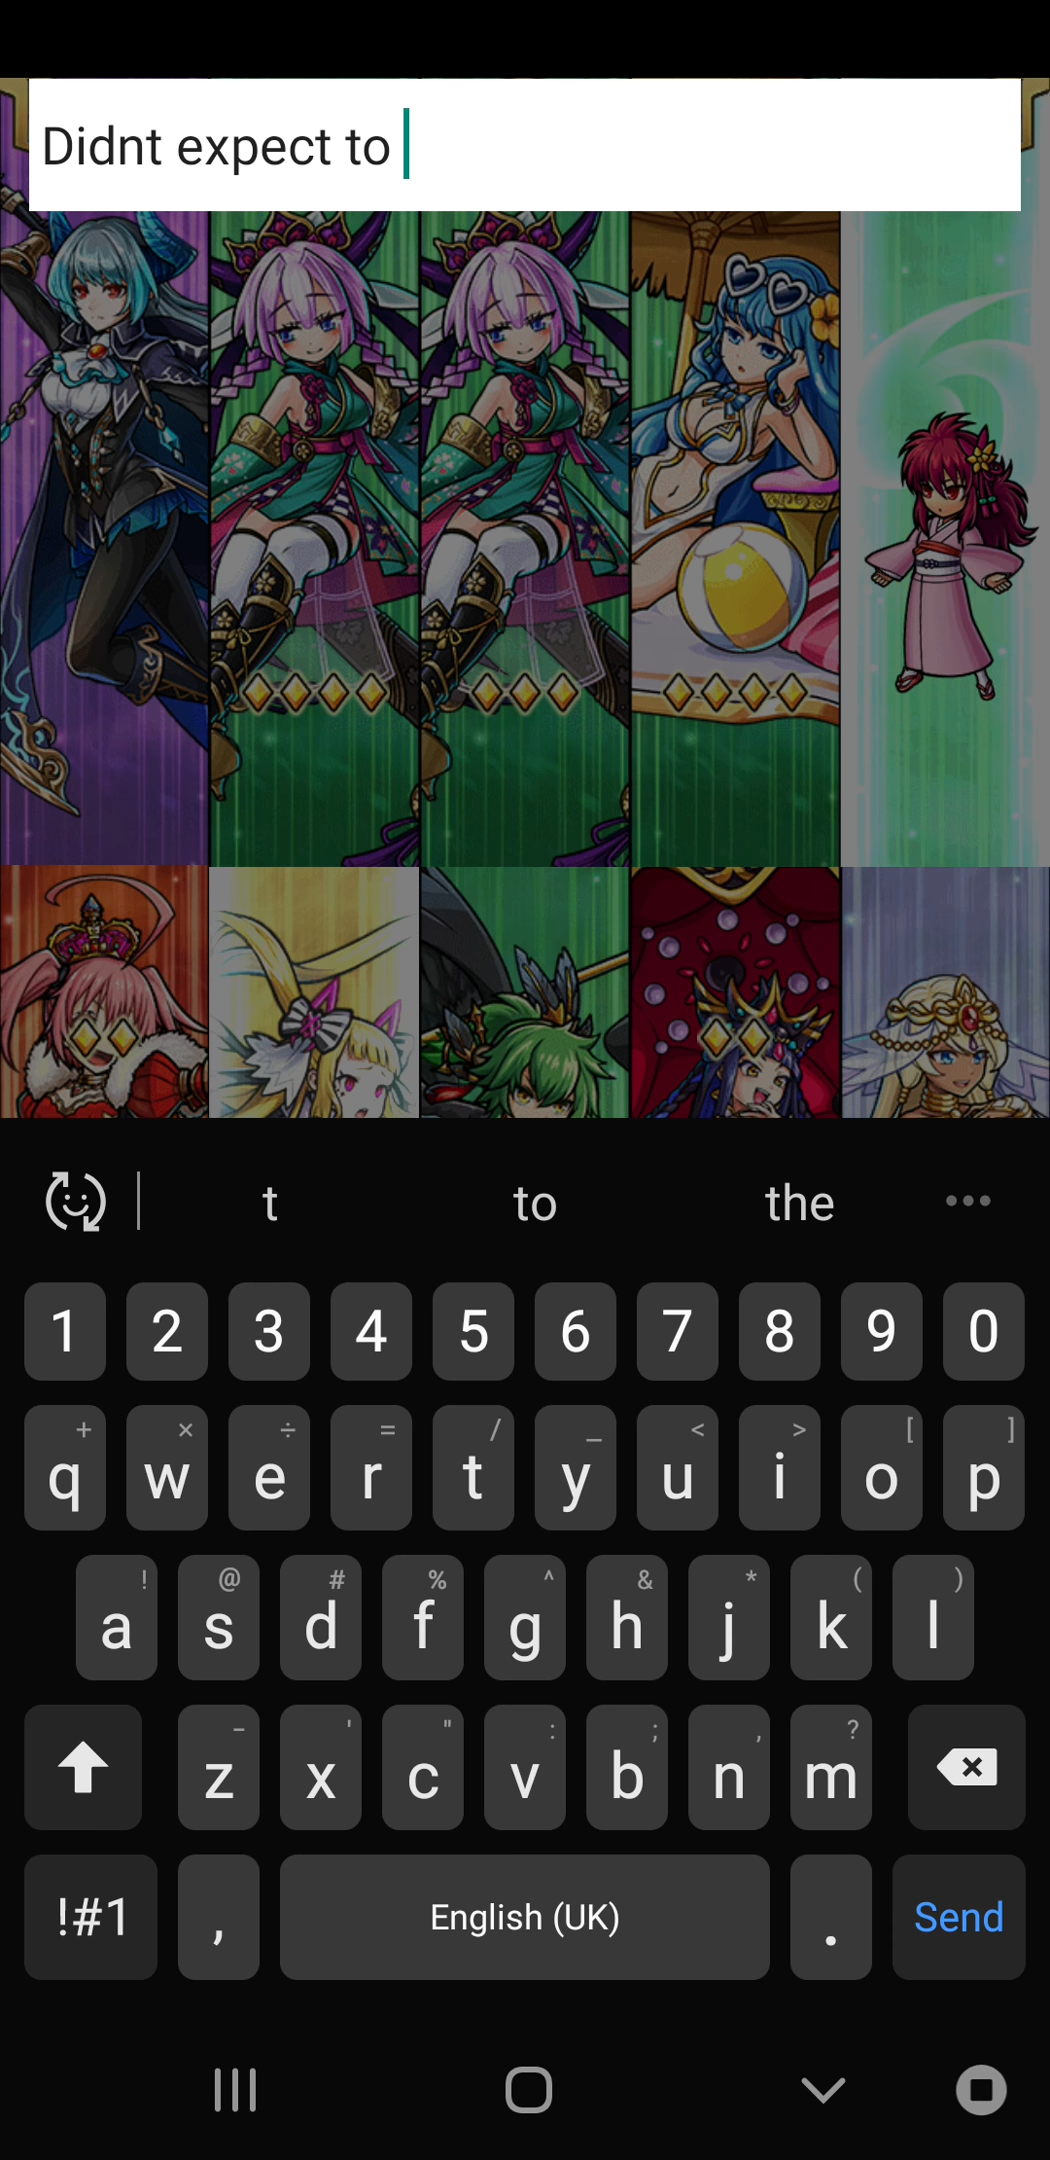 Didnt expect to
t to the
1 2 3 4 5 6 7 8 9 0
+ × ÷ = / _ < > [ ]
q w e r t y u i o p
! @ # % ^ & * ( )
a s d f g h j k l
- ' " : ; , ?
z x c v b n m
!#1 , English (UK) . Send